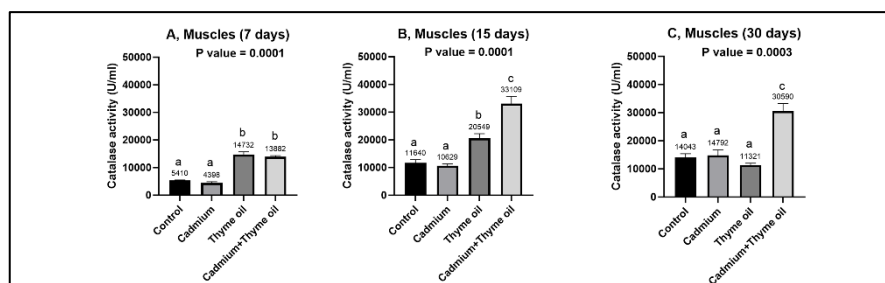 A, Muscles (7 days)
P value = 0.0001
Catalase activity (U/ml)
50000
40000
30000
20000
10000
0
a
5410
a
4398
b
14732
b
13882
Control
Cadmium
Thyme oil
Cadmium+Thyme oil
B, Muscles (15 days)
P value = 0.0001
Catalase activity (U/ml)
50000
40000
30000
20000
10000
0
a
11640
a
10629
b
20549
c
33109
Control
Cadmium
Thyme oil
Cadmium+Thyme oil
C, Muscles (30 days)
P value = 0.0003
Catalase activity (U/ml)
50000
40000
30000
20000
10000
0
a
14043
a
14792
a
11321
c
30590
Control
Cadmium
Thyme oil
Cadmium+Thyme oil